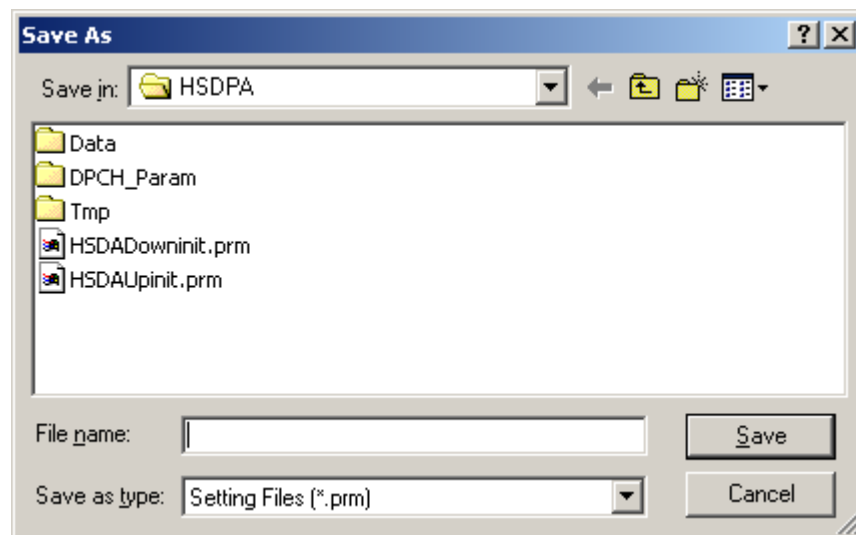 Save As
Save in: HSDPA
Data
DPCH_Param
Tmp
HSDADowninit.prm
HSDAUpinit.prm
File name: Save
Save as type: Setting Files (*.prm) Cancel